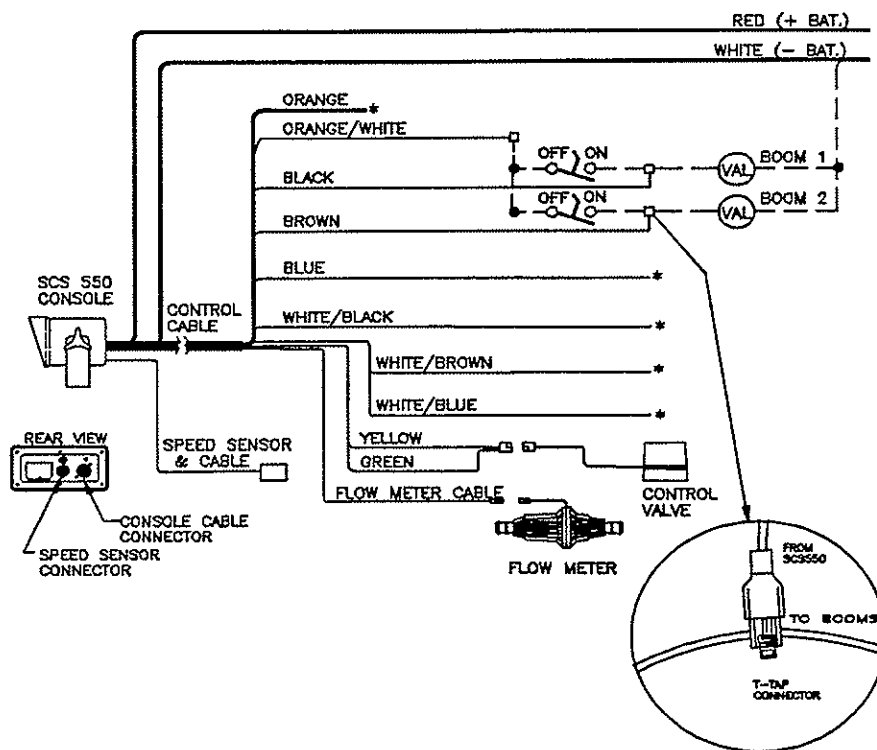 RED (+ BAT.)
WHITE (- BAT.)
ORANGE *
ORANGE/WHITE
OFF ON
VAL
BOOM 1
BLACK
OFF ON
VAL
BOOM 2
BROWN
BLUE *
SCS 550
CONSOLE
CONTROL
CABLE
WHITE/BLACK *
WHITE/BROWN *
WHITE/BLUE *
REAR VIEW
SPEED SENSOR
& CABLE
YELLOW
GREEN
FLOW METER CABLE
CONTROL
VALVE
CONSOLE CABLE
CONNECTOR
SPEED SENSOR
CONNECTOR
FLOW METER
FROM
SCS550
TO BOOMS
T-TAP
CONNECTOR